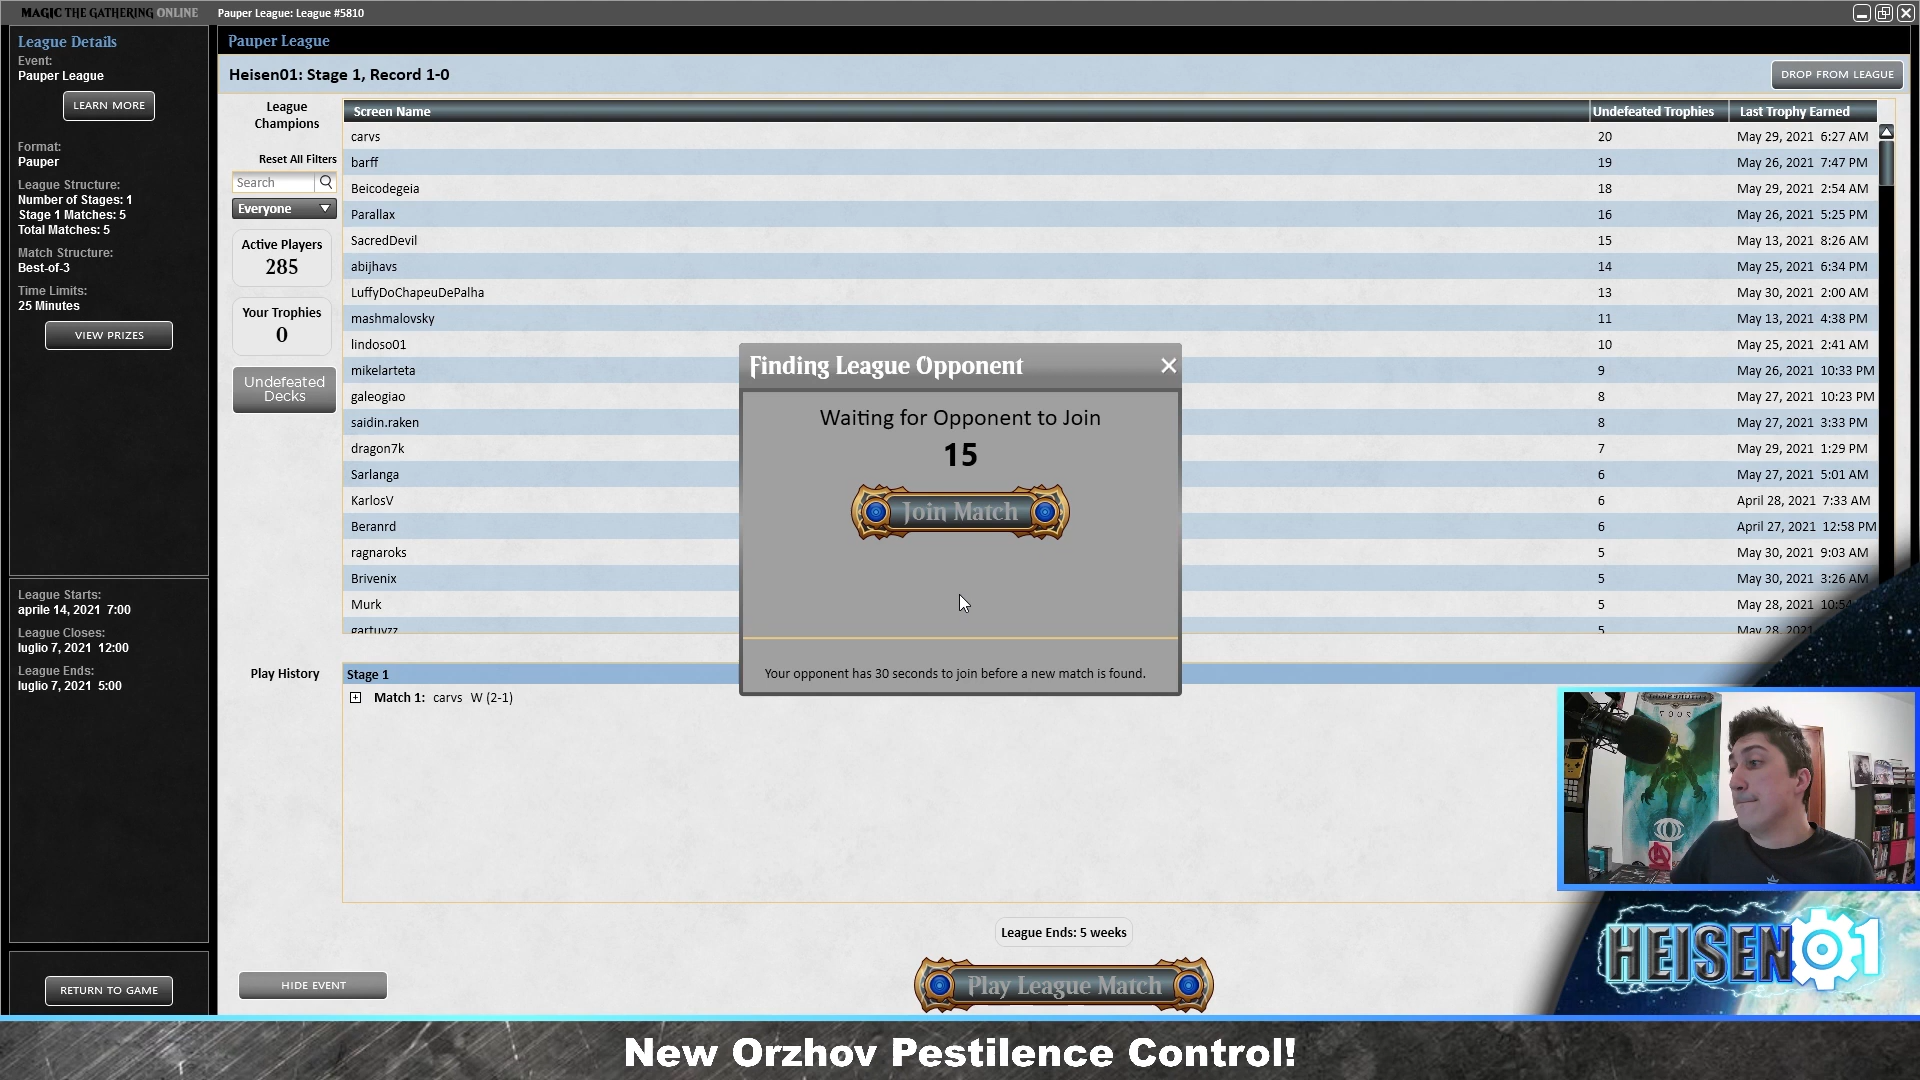 MAGIC THE GATHERING ONLINE
Pauper League: League #5810
League Details
Event:
Pauper League
LEARN MORE
Format:
Pauper
League Structure:
Number of Stages: 1
Stage 1 Matches: 5
Total Matches: 5
Match Structure:
Best-of-3
Time Limits:
25 Minutes
VIEW PRIZES
League Starts:
aprile 14, 2021 7:00
League Closes:
luglio 7, 2021 12:00
League Ends:
luglio 7, 2021 5:00
RETURN TO GAME
Pauper League
Heisen01: Stage 1, Record 1-0
DROP FROM LEAGUE
League
Champions
Reset All Filters
Search
Everyone
Active Players
285
Your Trophies
0
Undefeated
Decks
Screen Name Undefeated Trophies Last Trophy Earned
carvs 20 May 29, 2021 6:27 AM
barff 19 May 26, 2021 7:47 PM
Beicodegeia 18 May 29, 2021 2:54 AM
Parallax 16 May 26, 2021 5:25 PM
SacredDevil 15 May 13, 2021 8:26 AM
abijhavs 14 May 25, 2021 6:34 PM
LuffyDoChapeuDePalha 13 May 30, 2021 2:00 AM
mashmalovsky 11 May 13, 2021 4:38 PM
lindoso01 10 May 25, 2021 2:41 AM
mikelarteta 9 May 26, 2021 10:33 PM
galeogiao 8 May 27, 2021 10:23 PM
saidin.raken 8 May 27, 2021 3:33 PM
dragon7k 7 May 29, 2021 1:29 PM
Sarlanga 6 May 27, 2021 5:01 AM
KarlosV 6 April 28, 2021 7:33 AM
Beranrd 6 April 27, 2021 12:58 PM
ragnaroks 5 May 30, 2021 9:03 AM
Brivenix 5 May 30, 2021 3:26 AM
Murk 5 May 28, 2021
gartuvzz 5 May 28, 2021
Finding League Opponent
Waiting for Opponent to Join
15
Join Match
Your opponent has 30 seconds to join before a new match is found.
Play History
Stage 1
Match 1: carvs W (2-1)
League Ends: 5 weeks
HIDE EVENT
Play League Match
HEISEN01
New Orzhov Pestilence Control!